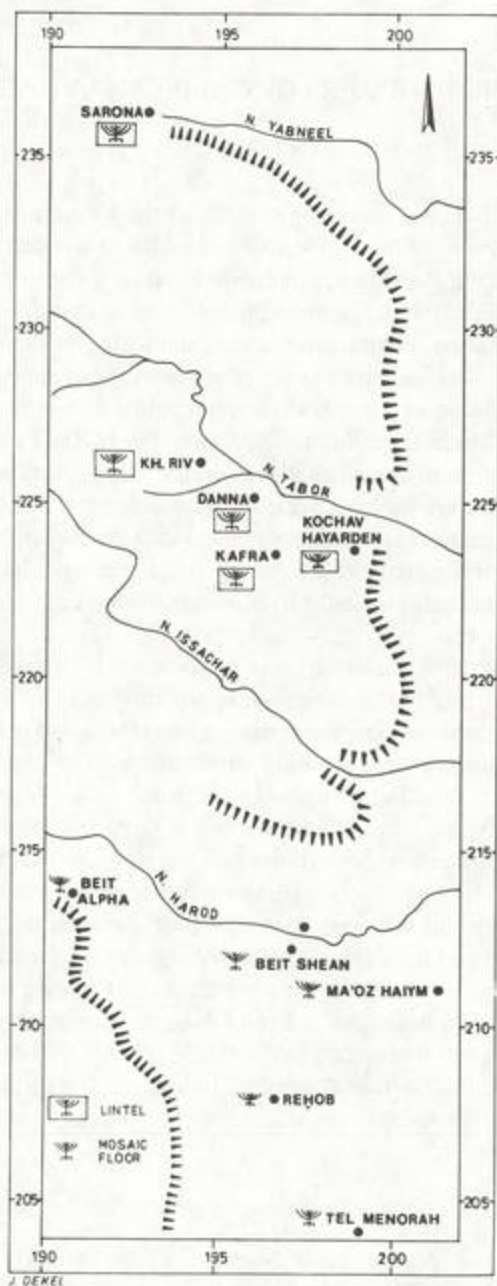 190 195 200
SARONA
N. YABNEEL
235 235
230 230
KH. RIV
N. TABOR
225 225
DANNA
KOCHAV
HAYARDEN
KAFRA
N. ISSACHAR
220 220
215 215
BEIT
ALPHA
N. HAROD
BEIT SHEAN
MA'OZ HAIYM
210 210
REḤOB
LINTEL
MOSAIC
FLOOR
205 205
TEL MENORAH
190 195 200
J. DEKEL